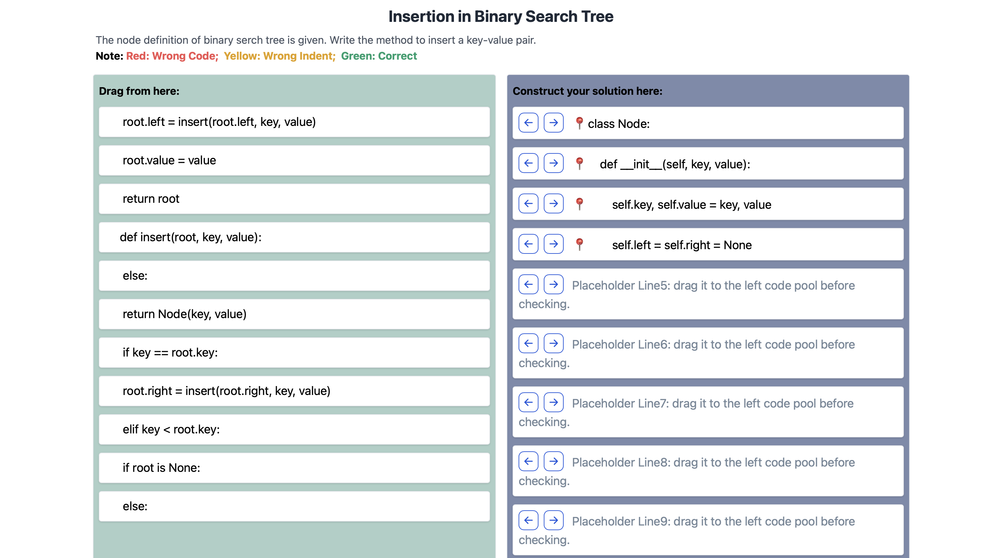 Insertion in Binary Search Tree
The node definition of binary serch tree is given. Write the method to insert a key-value pair.
Note: Red: Wrong Code; Yellow: Wrong Indent; Green: Correct
Drag from here:
root.left = insert(root.left, key, value)
root.value = value
return root
def insert(root, key, value):
else:
return Node(key, value)
if key == root.key:
root.right = insert(root.right, key, value)
elif key < root.key:
if root is None:
else:
Construct your solution here:
class Node:
def __init__(self, key, value):
self.key, self.value = key, value
self.left = self.right = None
Placeholder Line5: drag it to the left code pool before
checking.
Placeholder Line6: drag it to the left code pool before
checking.
Placeholder Line7: drag it to the left code pool before
checking.
Placeholder Line8: drag it to the left code pool before
checking.
Placeholder Line9: drag it to the left code pool before
checking.